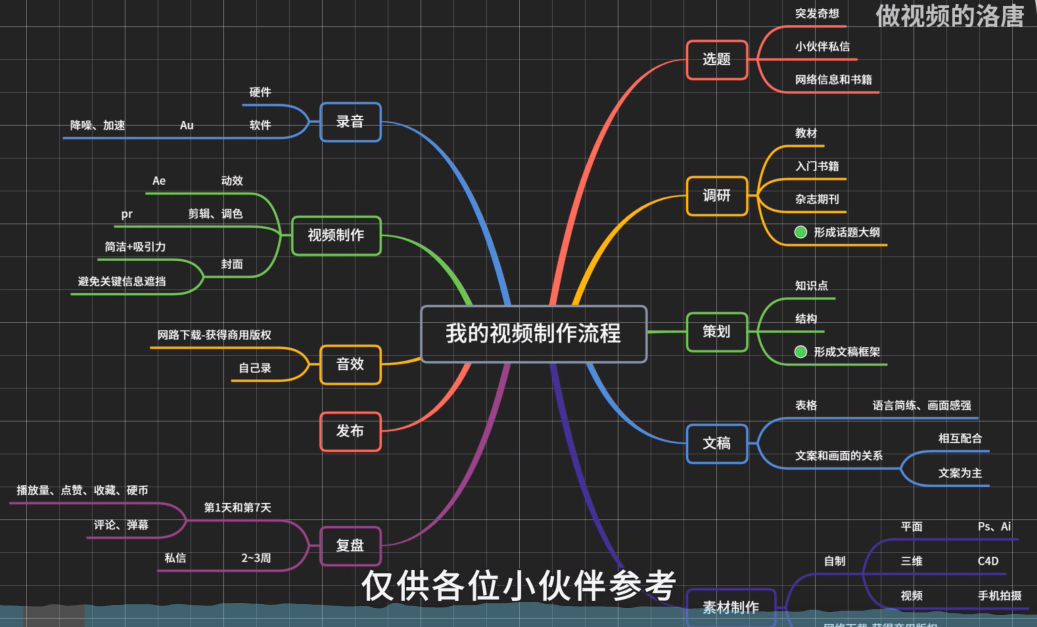 做视频的洛唐
我的视频制作流程
选题
突发奇想
小伙伴私信
网络信息和书籍
调研
教材
入门书籍
杂志期刊
形成话题大纲
策划
知识点
结构
形成文稿框架
文稿
表格
语言简练、画面感强
文案和画面的关系
相互配合
文案为主
素材制作
自制
平面
Ps、Ai
三维
C4D
视频
手机拍摄
网络下载-获得商用版权
录音
硬件
软件
Au
降噪、加速
视频制作
动效
Ae
剪辑、调色
pr
封面
简洁+吸引力
避免关键信息遮挡
音效
网路下载-获得商用版权
自己录
发布
复盘
第1天和第7天
播放量、点赞、收藏、硬币
评论、弹幕
2~3周
私信
仅供各位小伙伴参考